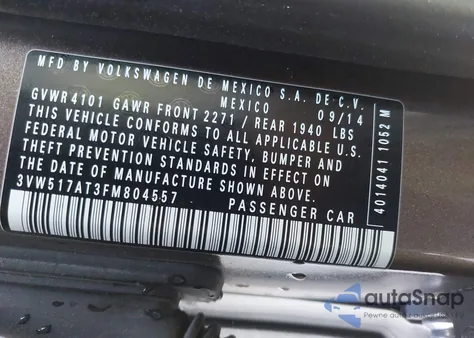 MFD BY VOLKSWAGEN DE MEXICO S.A. DE C.V.
MEXICO 09/14
GVWR 4101 GAWR FRONT 2271 / REAR 1940 LBS
THIS VEHICLE CONFORMS TO ALL APPLICABLE U.S.
FEDERAL MOTOR VEHICLE SAFETY, BUMPER AND
THEFT PREVENTION STANDARDS IN EFFECT ON
THE DATE OF MANUFACTURE SHOWN ABOVE.
3VW517AT3FM804557 PASSENGER CAR
4014041 1052 M
autoSnap
Pewne auta z